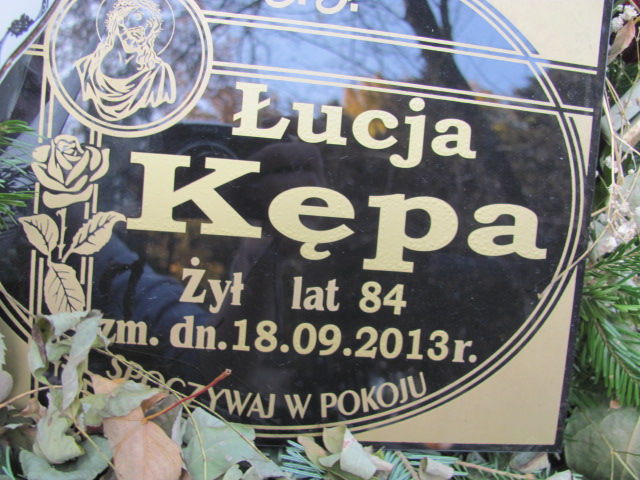 Ś.P.
Łucja
Kępa
Żył lat 84
zm. dn.18.09.2013r.
SPOCZYWAJ W POKOJU